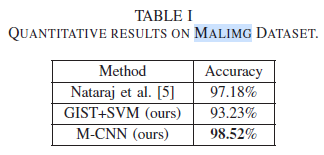 TABLE I
QUANTITATIVE RESULTS ON MALIMG DATASET.
Method Accuracy
Nataraj et al. [5] 97.18%
GIST+SVM (ours) 93.23%
M-CNN (ours) 98.52%